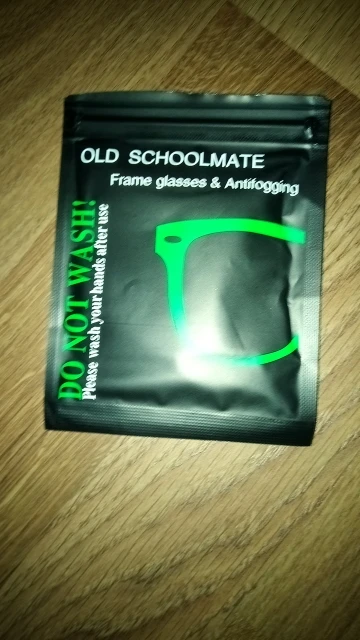 OLD SCHOOLMATE
Frame glasses & Antifogging
DO NOT WASH!
Please wash your hands after use